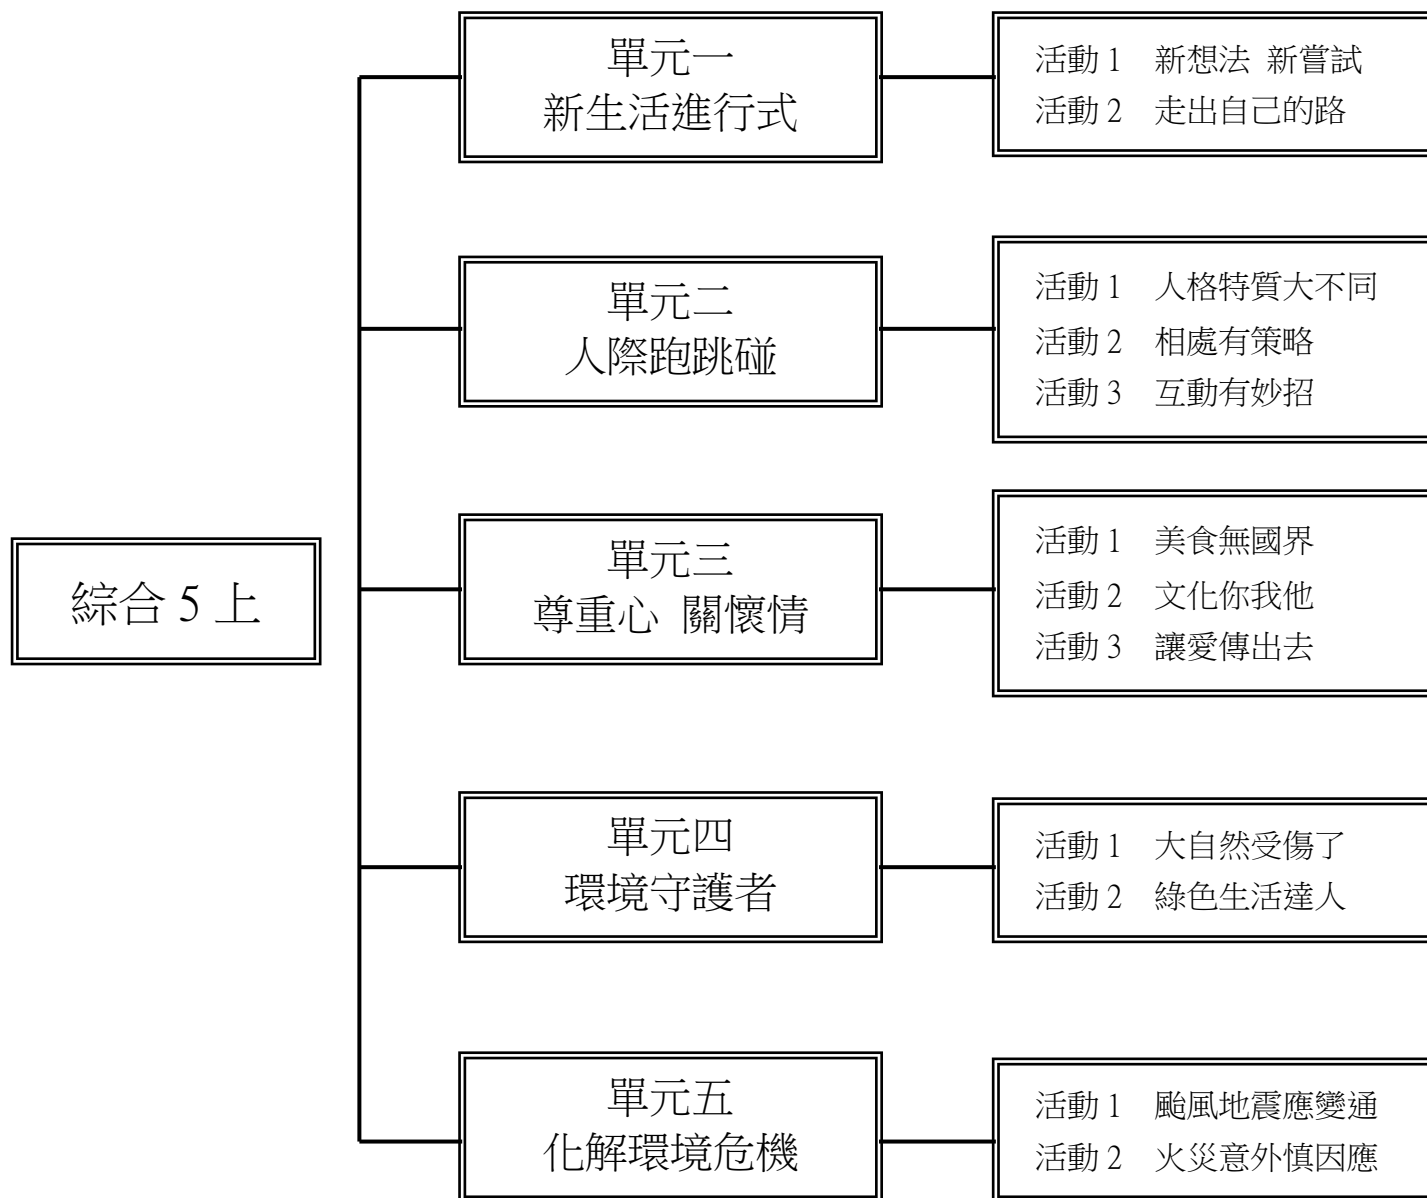 綜合 5 上
單元一
新生活進行式
活動 1 新想法 新嘗試
活動 2 走出自己的路
單元二
人際跑跳碰
活動 1 人格特質大不同
活動 2 相處有策略
活動 3 互動有妙招
單元三
尊重心 關懷情
活動 1 美食無國界
活動 2 文化你我他
活動 3 讓愛傳出去
單元四
環境守護者
活動 1 大自然受傷了
活動 2 綠色生活達人
單元五
化解環境危機
活動 1 颱風地震應變通
活動 2 火災意外慎因應